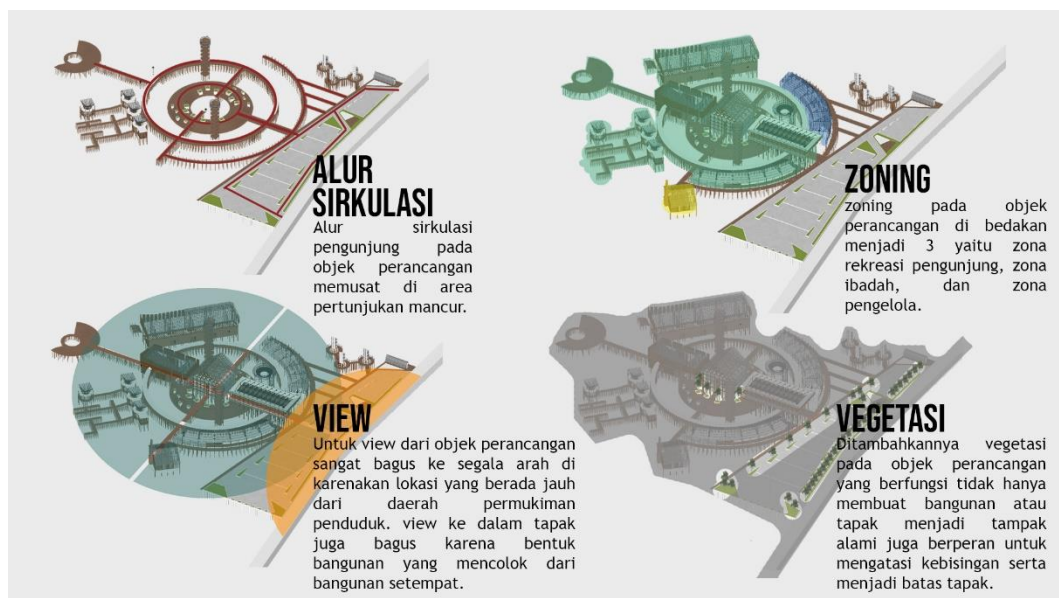 ALUR
SIRKULASI
Alur sirkulasi
pengunjung pada
objek perancangan
memusat di area
pertunjukan mancur.
ZONING
zoning pada objek
perancangan di bedakan
menjadi 3 yaitu zona
rekreasi pengunjung, zona
ibadah, dan zona
pengelola.
VIEW
Untuk view dari objek perancangan
sangat bagus ke segala arah di
karenakan lokasi yang berada jauh
dari daerah permukiman
penduduk. view ke dalam tapak
juga bagus karena bentuk
bangunan yang mencolok dari
bangunan setempat.
VEGETASI
Ditambahkannya vegetasi
pada objek perancangan
yang berfungsi tidak hanya
membuat bangunan atau
tapak menjadi tampak
alami juga berperan untuk
mengatasi kebisingan serta
menjadi batas tapak.